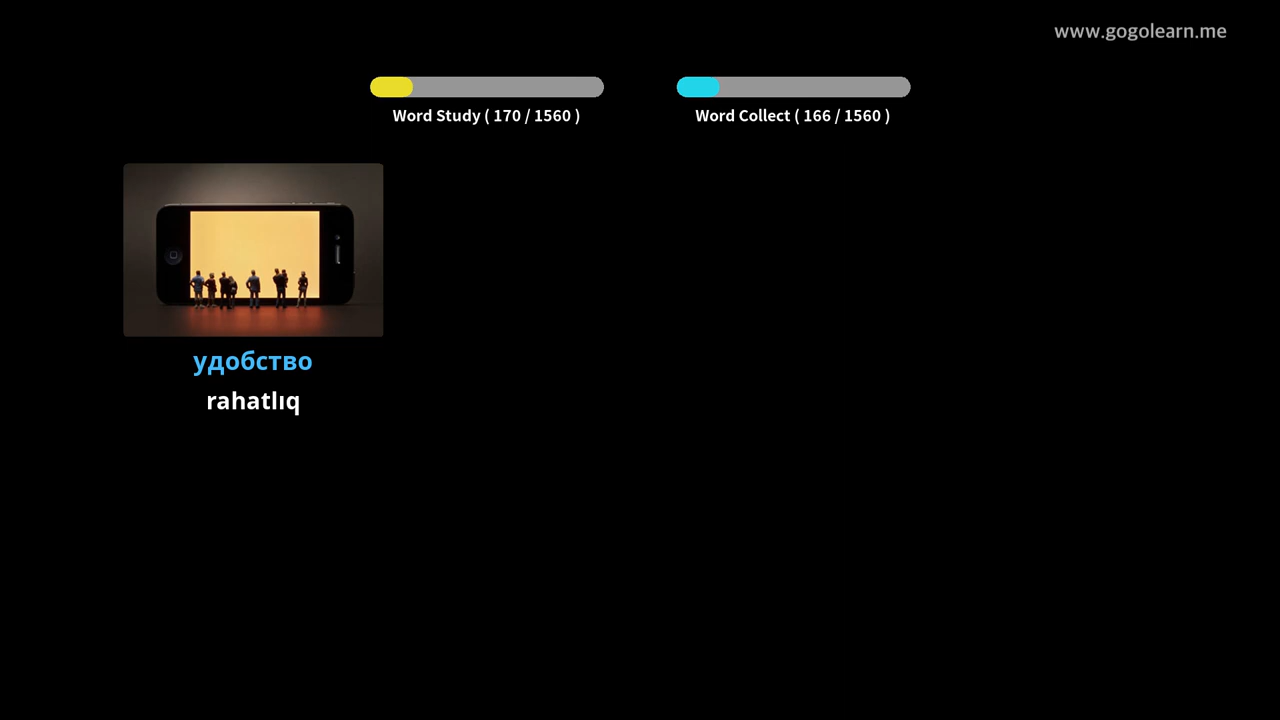 www.gogolearn.me
Word Study ( 170 / 1560 )
Word Collect ( 166 / 1560 )
удобство
rahatlıq